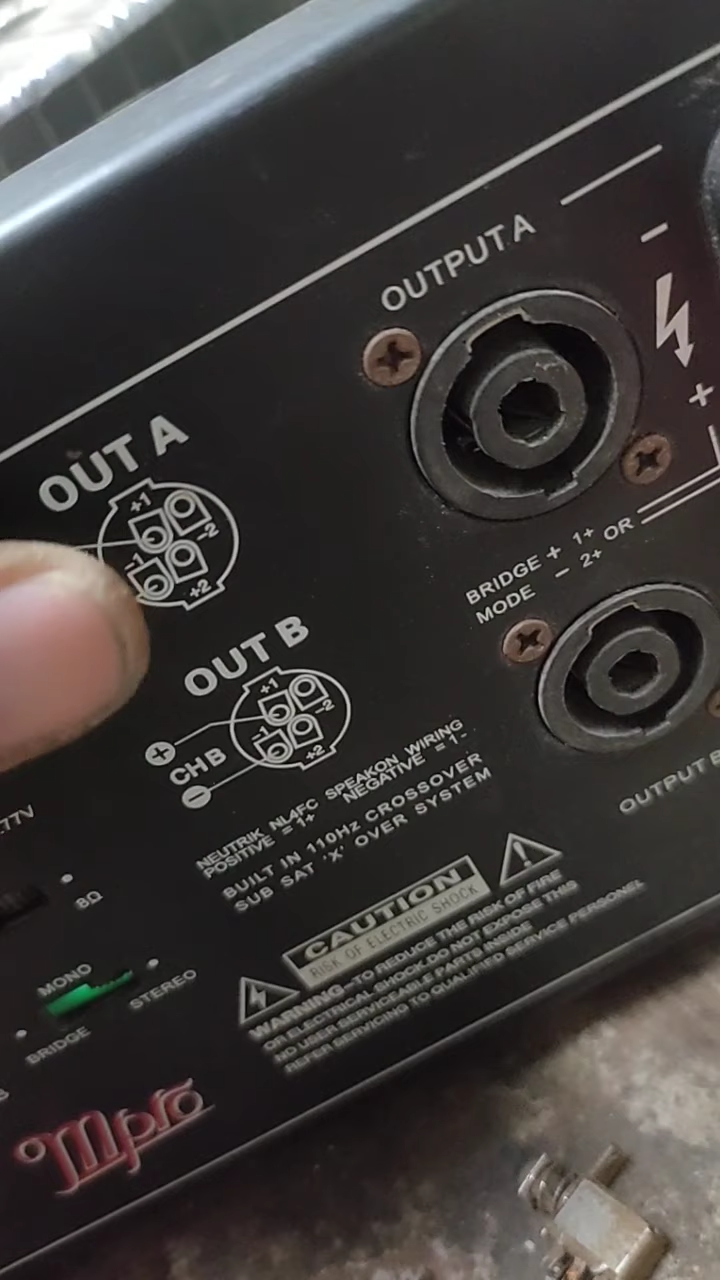 OUTPUT A
-
+
OUT A
+1
-2
-1
+2
BRIDGE + 1+ OR
MODE - 2+
OUT B
+1
-2
-1
+2
+
CH B
-
OUTPUT B
NEUTRIK NL4FC SPEAKON WIRING
POSITIVE = 1+ NEGATIVE = 1-
BUILT IN 110Hz CROSSOVER
SUB SAT 'X' OVER SYSTEM
.77V
8Ω
MONO
STEREO
BRIDGE
CAUTION
RISK OF ELECTRIC SHOCK
WARNING-TO REDUCE THE RISK OF FIRE
OR ELECTRICAL SHOCK DO NOT EXPOSE THIS
NO USER SERVICEABLE PARTS INSIDE
REFER SERVICING TO QUALIFIED SERVICE PERSONEL
Mpro